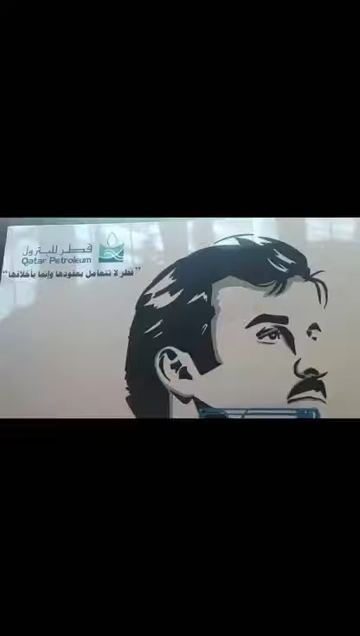 قطر للبترول
Qatar Petroleum
"قطر لا تتعامل بعقودها وإنما بأخلاقها"